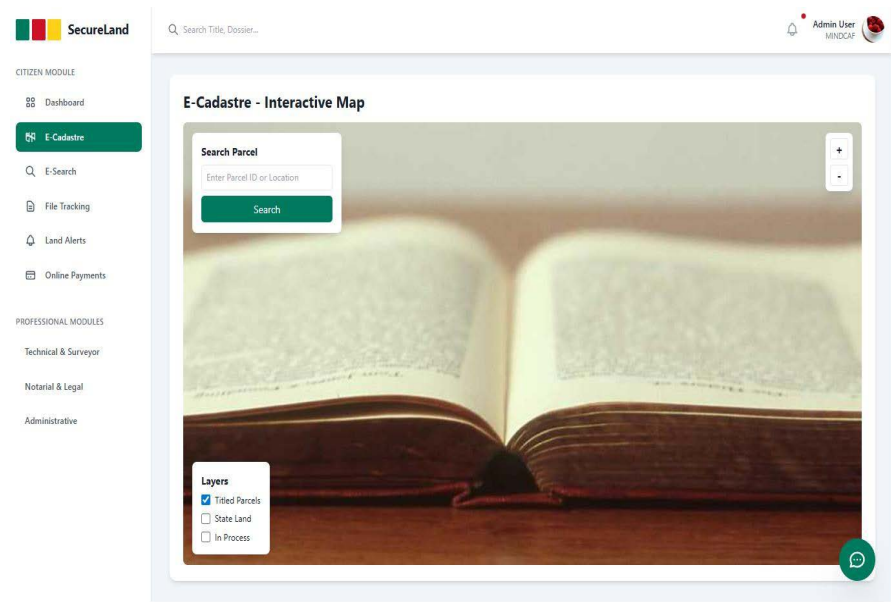 SecureLand
Search Title, Dossier...
Admin User
MINDCAF
CITIZEN MODULE
Dashboard
E-Cadastre
E-Search
File Tracking
Land Alerts
Online Payments
PROFESSIONAL MODULES
Technical & Surveyor
Notarial & Legal
Administrative
E-Cadastre - Interactive Map
Search Parcel
Enter Parcel ID or Location
Search
+
-
Layers
Titled Parcels
State Land
In Process